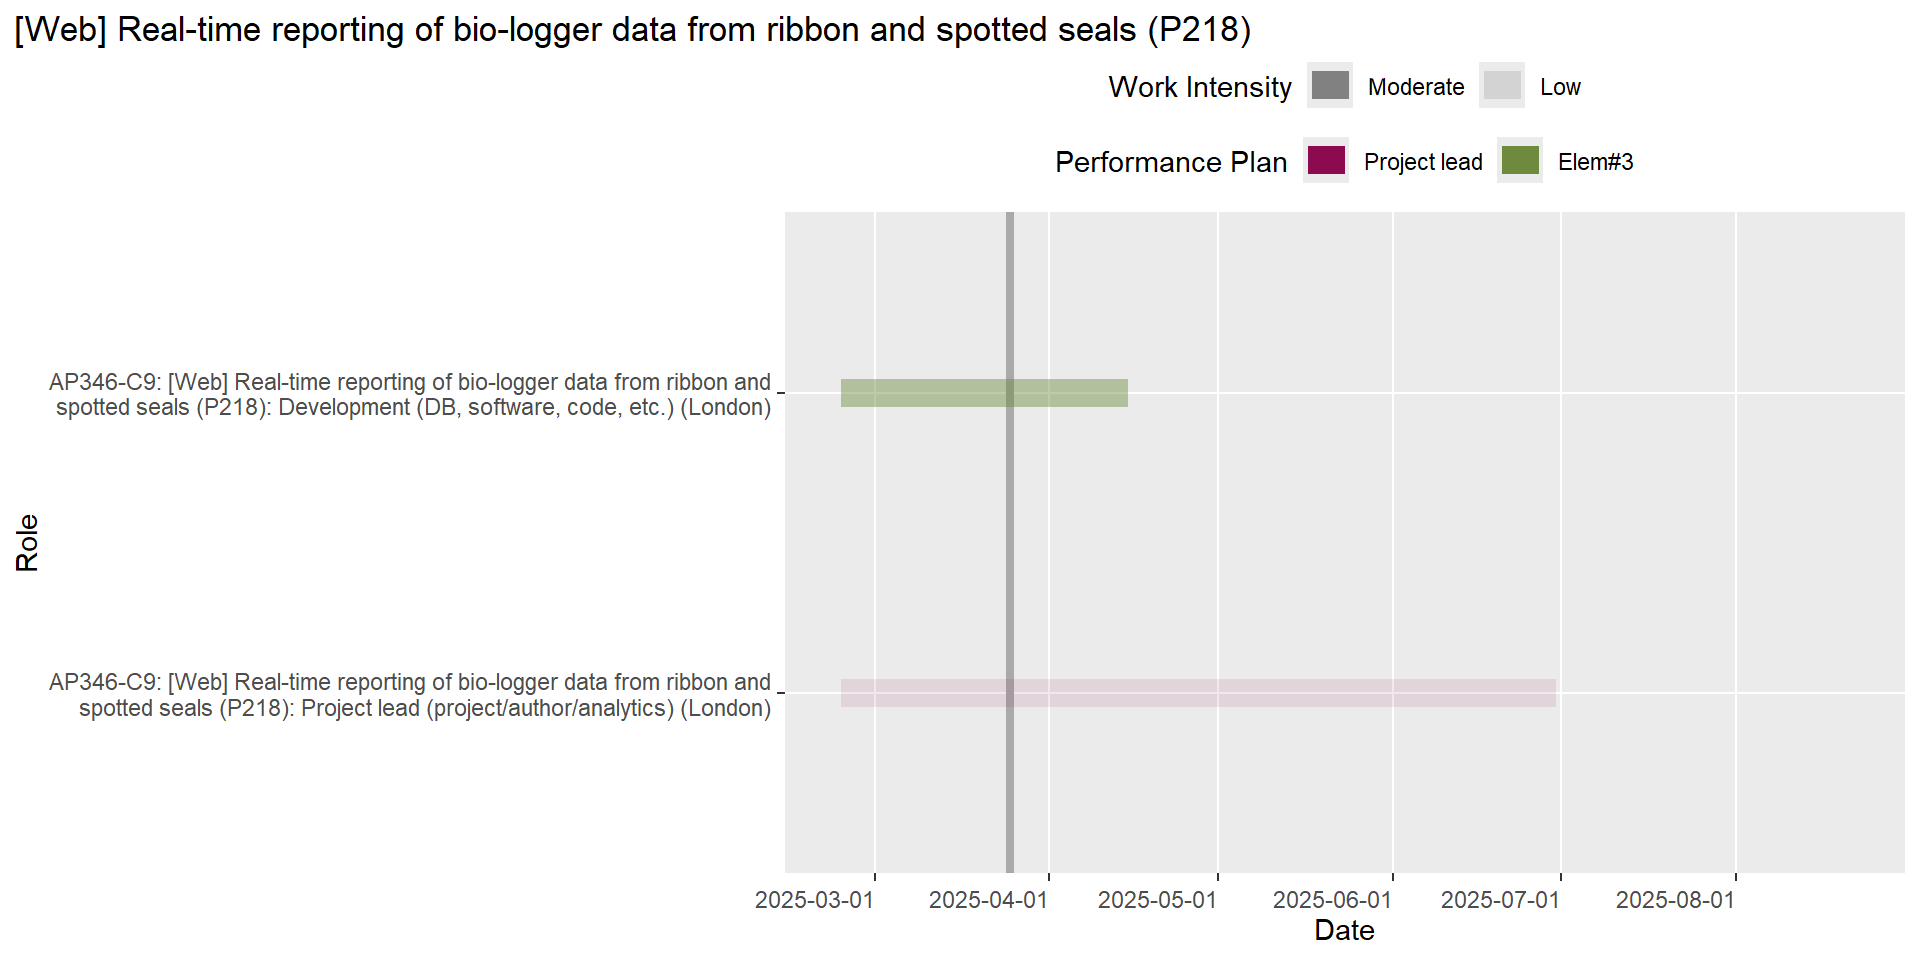 [Web] Real-time reporting of bio-logger data from ribbon and spotted seals (P218)
Work Intensity Moderate Low
Performance Plan Project lead Elem#3
AP346-C9: [Web] Real-time reporting of bio-logger data from ribbon and
spotted seals (P218): Development (DB, software, code, etc.) (London)
Role
AP346-C9: [Web] Real-time reporting of bio-logger data from ribbon and
spotted seals (P218): Project lead (project/author/analytics) (London)
2025-03-01 2025-04-01 2025-05-01 2025-06-01 2025-07-01 2025-08-01
Date